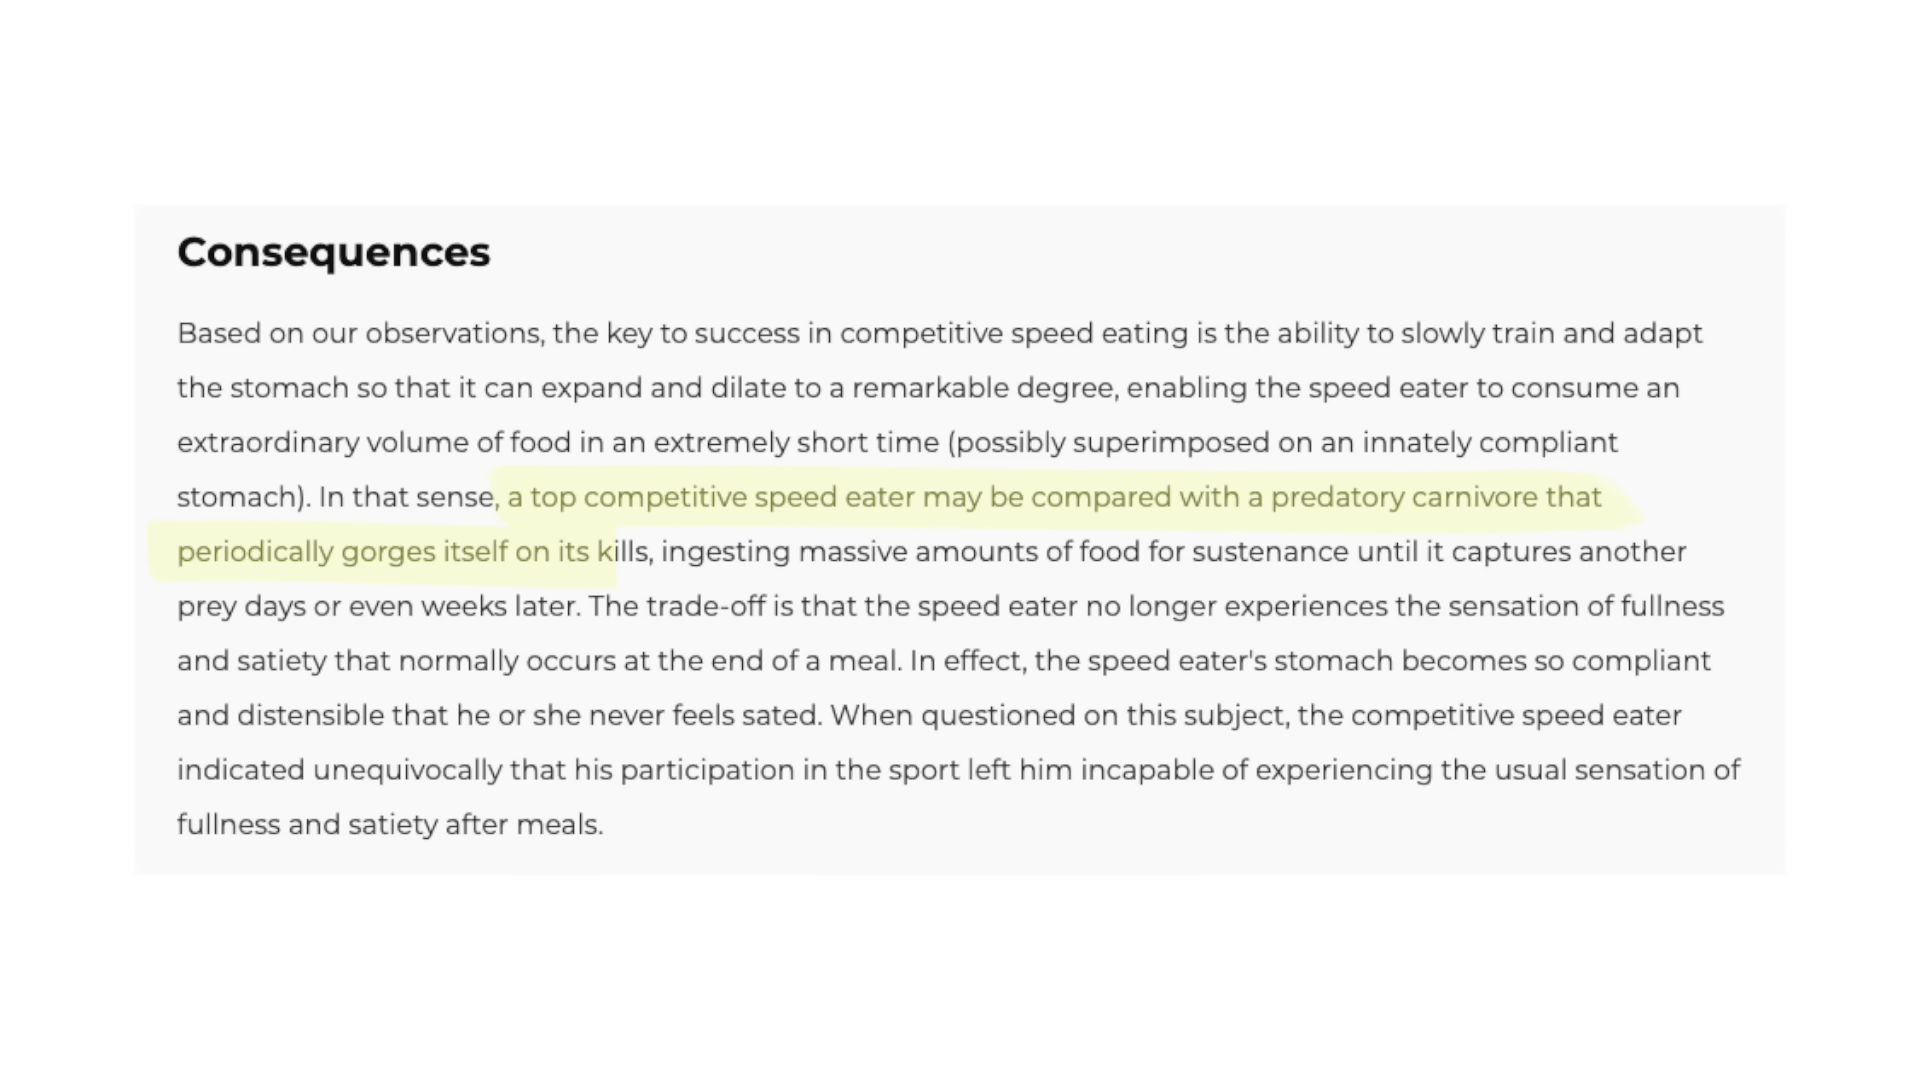 Consequences
Based on our observations, the key to success in competitive speed eating is the ability to slowly train and adapt
the stomach so that it can expand and dilate to a remarkable degree, enabling the speed eater to consume an
extraordinary volume of food in an extremely short time (possibly superimposed on an innately compliant
stomach). In that sense, a top competitive speed eater may be compared with a predatory carnivore that
periodically gorges itself on its kills, ingesting massive amounts of food for sustenance until it captures another
prey days or even weeks later. The trade-off is that the speed eater no longer experiences the sensation of fullness
and satiety that normally occurs at the end of a meal. In effect, the speed eater's stomach becomes so compliant
and distensible that he or she never feels sated. When questioned on this subject, the competitive speed eater
indicated unequivocally that his participation in the sport left him incapable of experiencing the usual sensation of
fullness and satiety after meals.